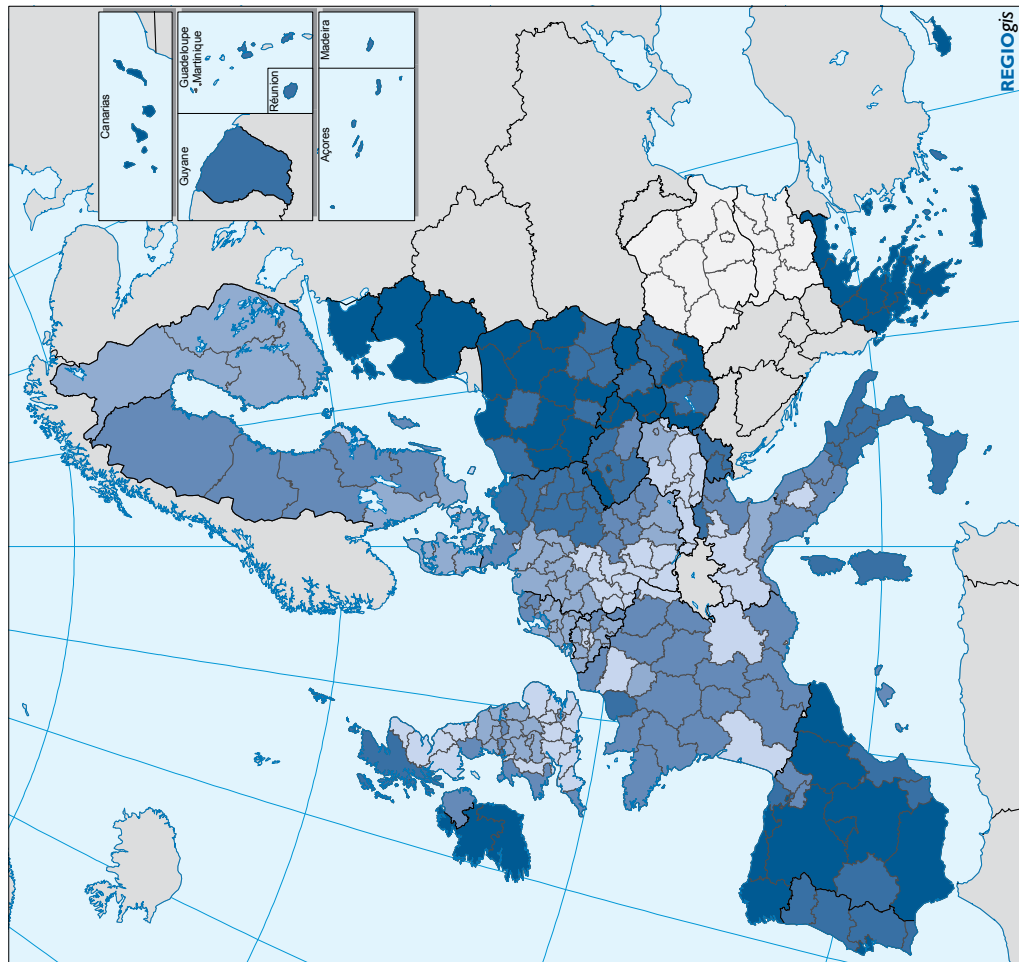 Canarias
Guyane
Guadeloupe
Martinique
Réunion
Açores
Madeira
REGIOgis